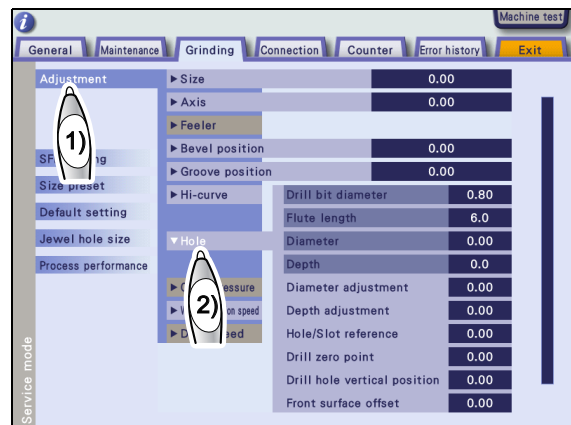 i
Machine test
General
Maintenance
Grinding
Connection
Counter
Error history
Exit
Adjustment
1)
Size preset
Default setting
Jewel hole size
Process performance
▶ Size 0.00
▶ Axis 0.00
▶ Feeler
▶ Bevel position 0.00
▶ Groove position 0.00
▶ Hi-curve
▼ Hole
2)
Drill bit diameter 0.80
Flute length 6.0
Diameter 0.00
Depth 0.0
Diameter adjustment 0.00
Depth adjustment 0.00
Hole/Slot reference 0.00
Drill zero point 0.00
Drill hole vertical position 0.00
Front surface offset 0.00
Service mode